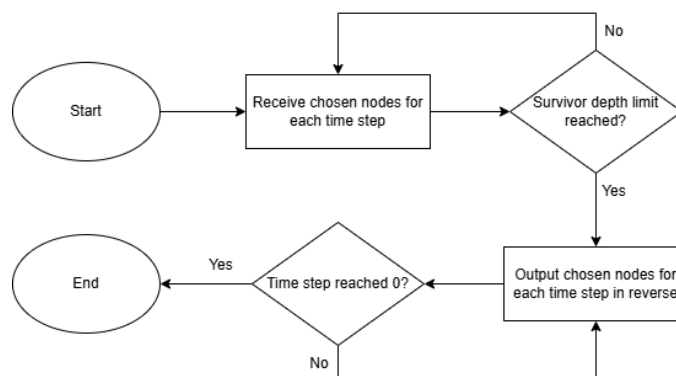 No
Start
Receive chosen nodes for
each time step
Survivor depth limit
reached?
Yes
Output chosen nodes for
each time step in reverse
Time step reached 0?
Yes
End
No